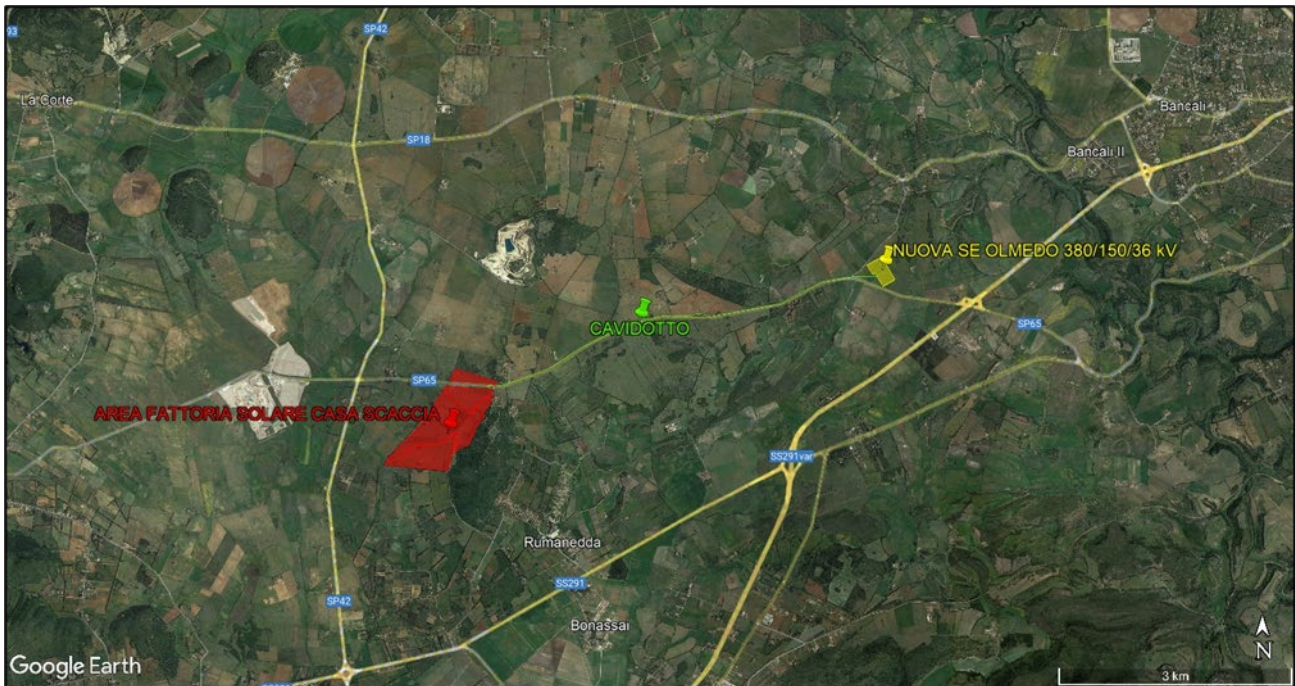 93
SP42
La Corte
SP18
Bancali
Bancali II
NUOVA SE OLMEDO 380/150/36 kV
CAVIDOTTO
SP65
SP65
AREA FATTORIA SOLARE CASA SCACCIA
SS291var
Rumanedda
SS291
SP42
Bonassai
Google Earth
N
3 km